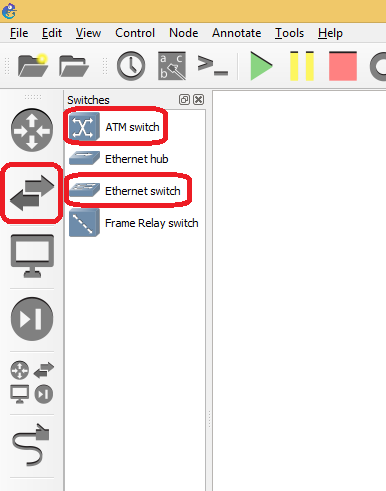 File Edit View Control Node Annotate Tools Help
a b c
>_
Switches
ATM switch
Ethernet hub
Ethernet switch
Frame Relay switch